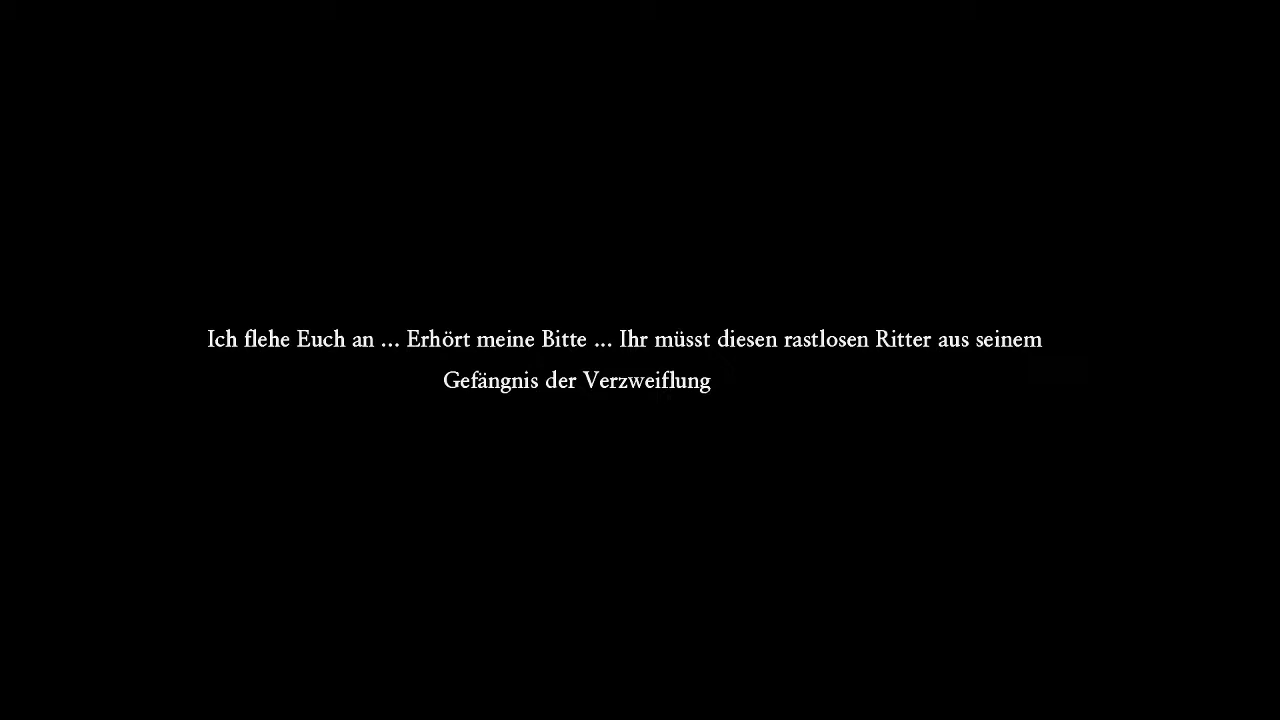 Ich flehe Euch an ... Erhört meine Bitte ... Ihr müsst diesen rastlosen Ritter aus seinem
Gefängnis der Verzweiflung